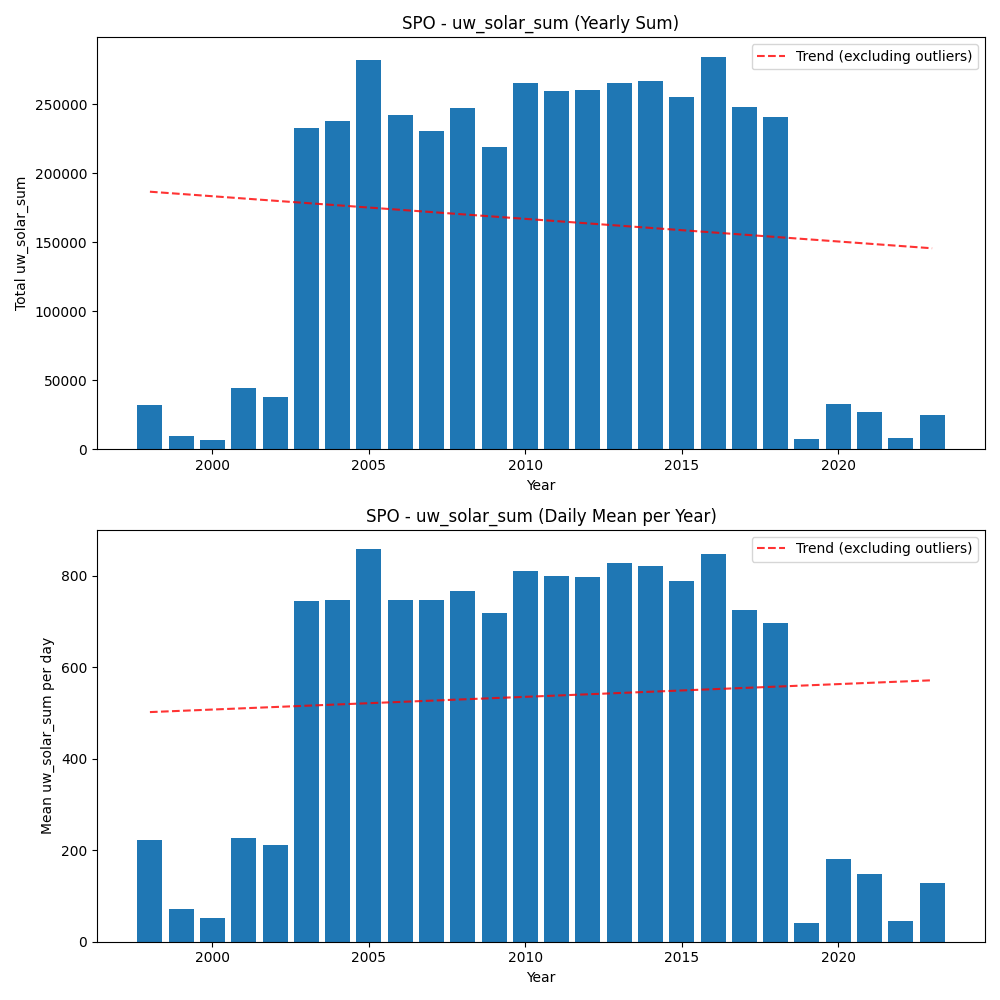 SPO - uw_solar_sum (Yearly Sum)
Trend (excluding outliers)
Total uw_solar_sum
250000
200000
150000
100000
50000
0
2000 2005 2010 2015 2020
Year
SPO - uw_solar_sum (Daily Mean per Year)
Trend (excluding outliers)
Mean uw_solar_sum per day
800
600
400
200
0
2000 2005 2010 2015 2020
Year